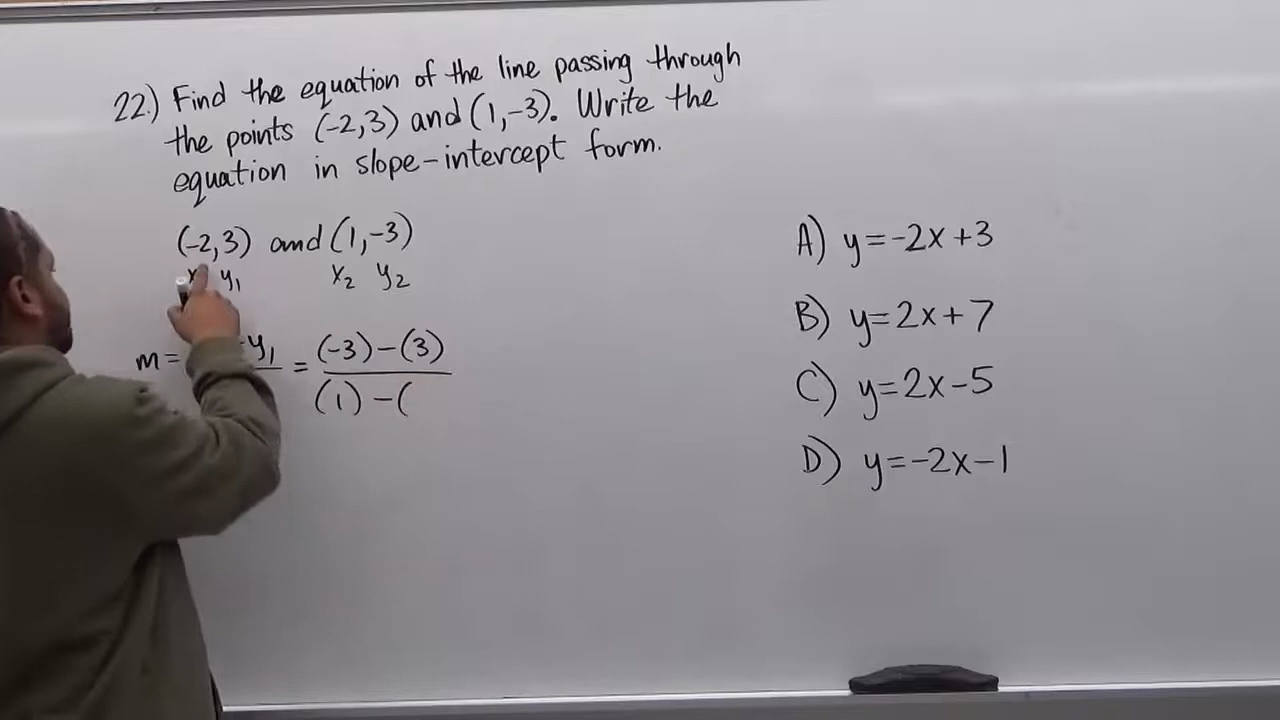 22.) Find the equation of the line passing through
the points (-2,3) and (1,-3). Write the
equation in slope-intercept form.
(-2,3) and (1,-3)
x y₁ x₂ y₂
m= -y₁ = (-3)-(3)
(1)-(
A) y=-2x+3
B) y=2x+7
C) y=2x-5
D) y=-2x-1